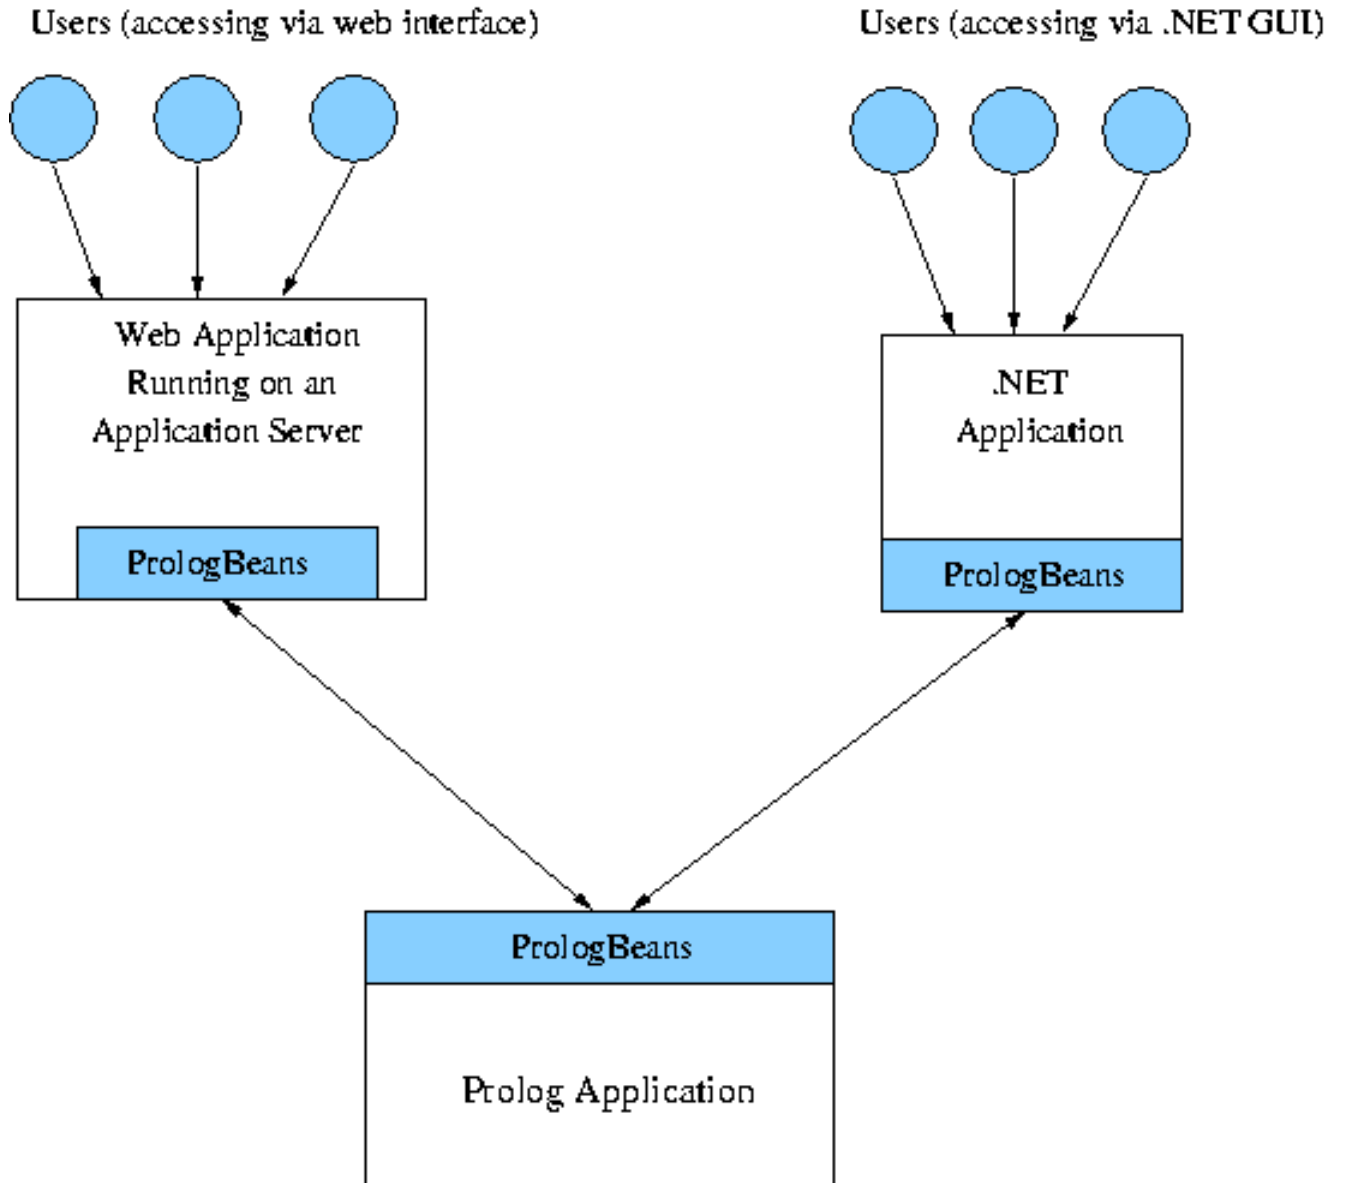 Users (accessing via web interface)
Users (accessing via .NET GUI)
Web Application
Running on an
Application Server
PrologBeans
.NET
Application
PrologBeans
PrologBeans
Prolog Application